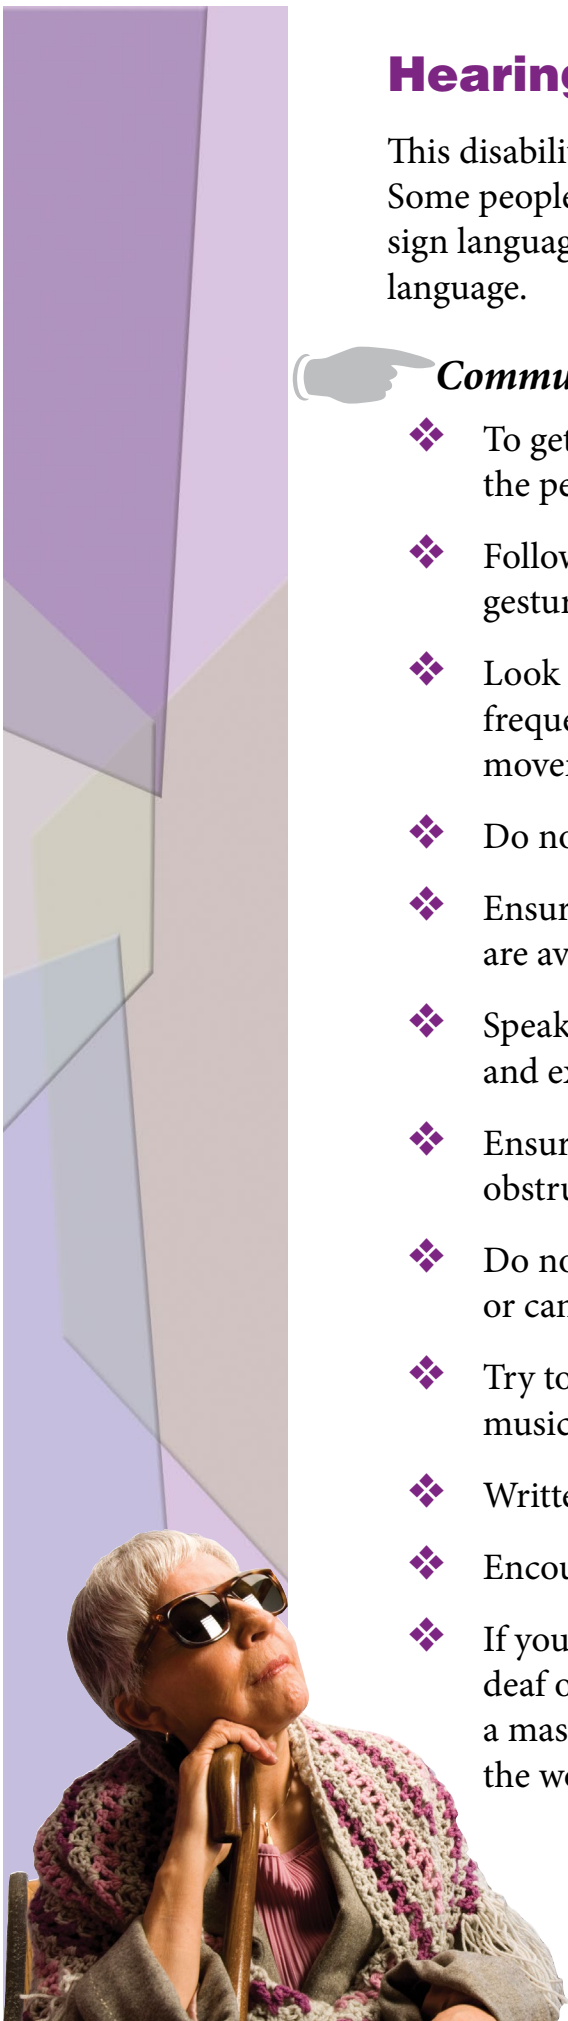 Hearing
This disabilit
Some people
sign languag
language.
Commu
To get
the pe
Follow
gestur
Look
freque
mover
Do no
Ensur
are av
Speak
and ex
Ensur
obstru
Do no
or can
Try to
music
Writte
Encou
If you
deaf o
a mas
the wo